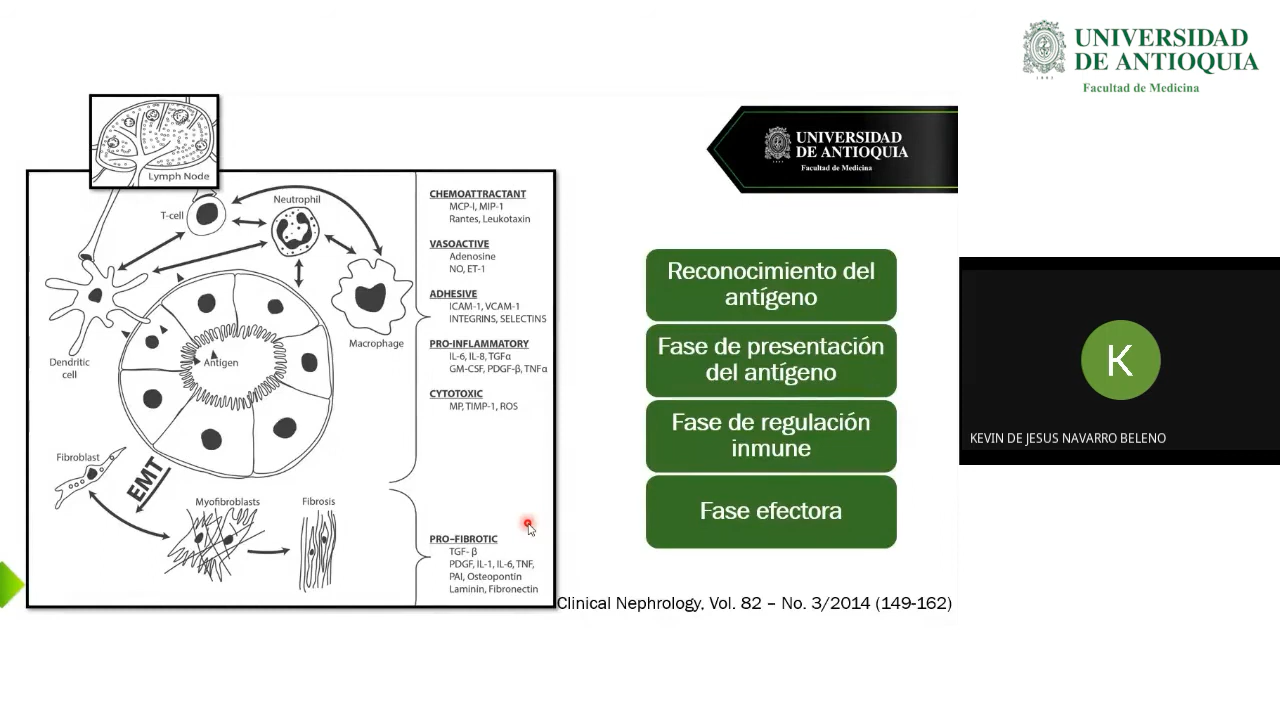 UNIVERSIDAD
DE ANTIOQUIA
Facultad de Medicina
Lymph Node
T-cell
Neutrophil
Macrophage
Dendritic
cell
Antigen
Fibroblast
EMT
Myofibroblasts
Fibrosis
CHEMOATTRACTANT
MCP-I, MIP-1
Rantes, Leukotaxin
VASOACTIVE
Adenosine
NO, ET-1
ADHESIVE
ICAM-1, VCAM-1
INTEGRINS, SELECTINS
PRO-INFLAMMATORY
IL-6, IL-8, TGFα
GM-CSF, PDGF-β, TNFα
CYTOTOXIC
MP, TIMP-1, ROS
PRO-FIBROTIC
TGF- β
PDGF, IL-1, IL-6, TNF,
PAI, Osteopontin
Laminin, Fibronectin
UNIVERSIDAD
DE ANTIOQUIA
Facultad de Medicina
Reconocimiento del
antígeno
Fase de presentación
del antígeno
Fase de regulación
inmune
Fase efectora
Clinical Nephrology, Vol. 82 – No. 3/2014 (149-162)
K
KEVIN DE JESUS NAVARRO BELENO